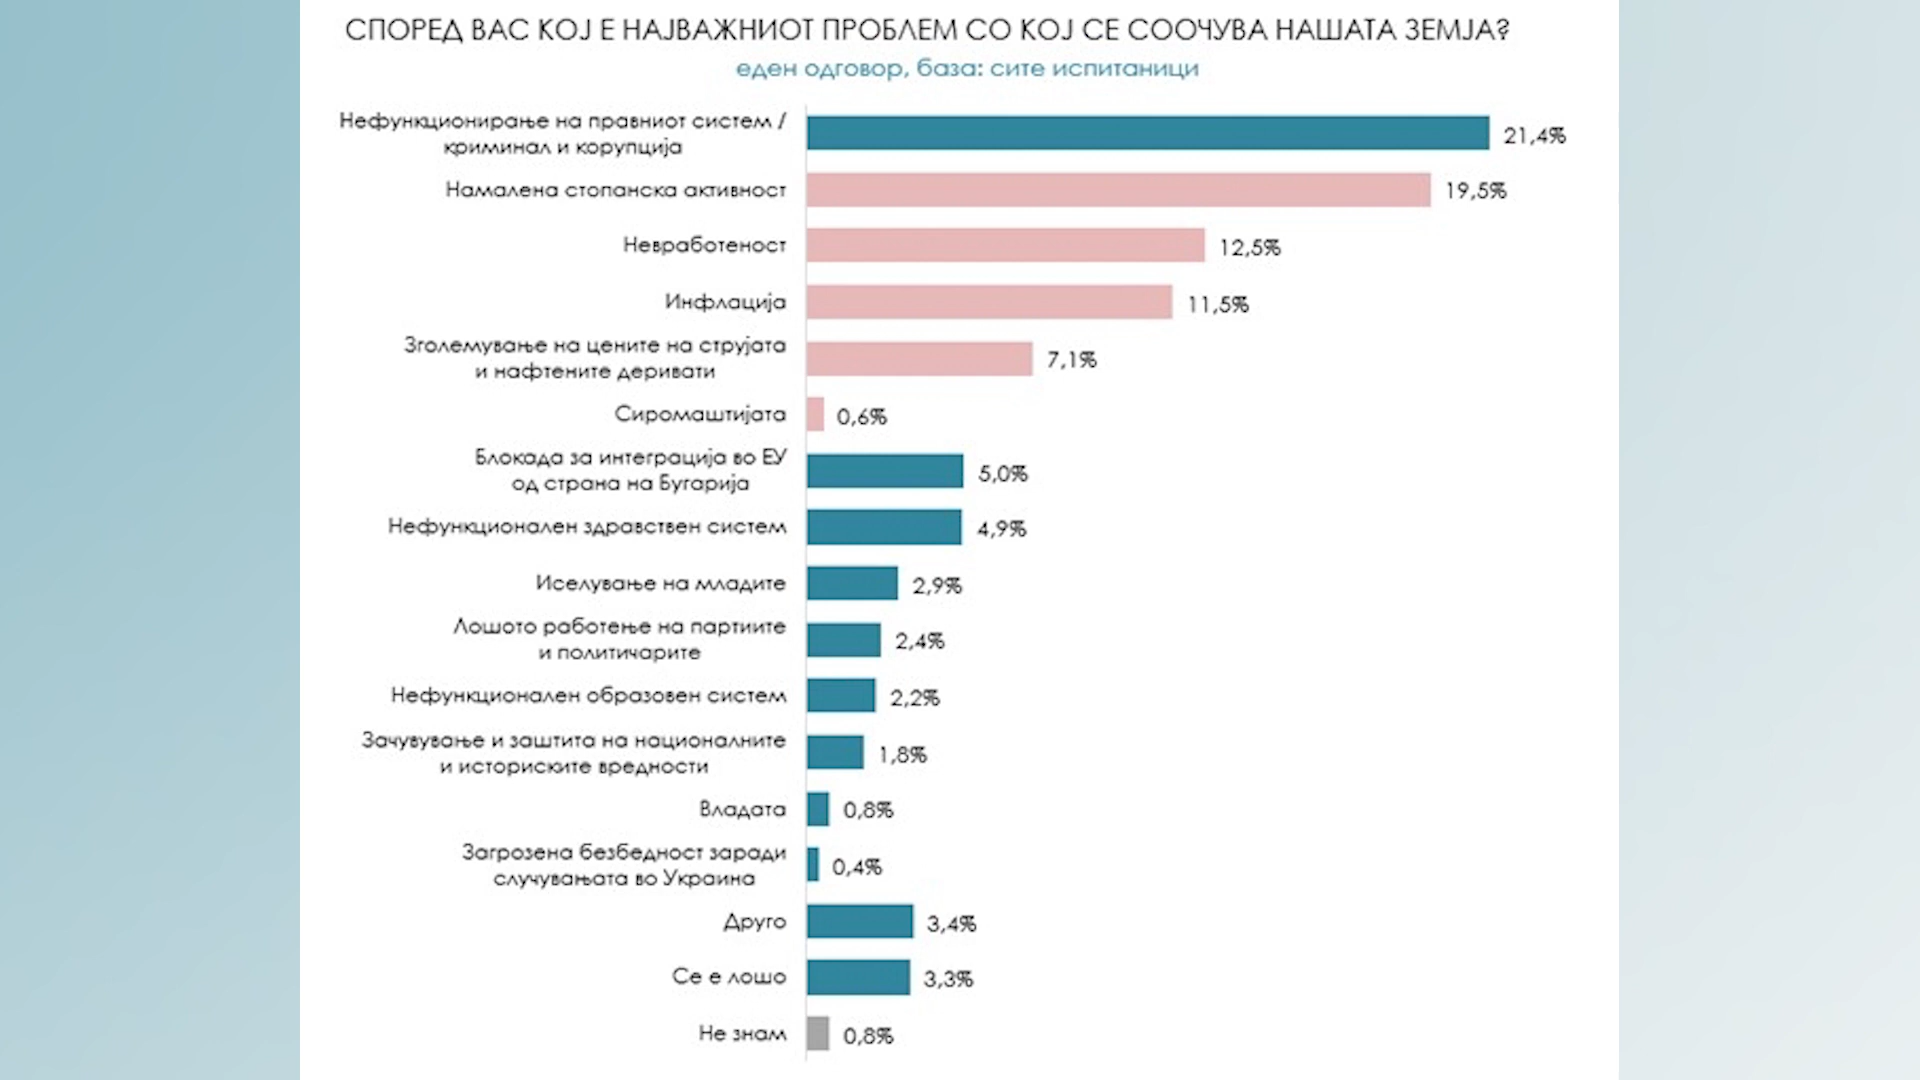 СПОРЕД ВАС КОЈ Е НАЈВАЖНИОТ ПРОБЛЕМ СО КОЈ СЕ СООЧУВА НАШАТА ЗЕМЈА?
еден одговор, база: сите испитаници
Нефункционирање на правниот систем /
криминал и корупција
21,4%
Намалена стопанска активност
19,5%
Невработеност
12,5%
Инфлација
11,5%
Зголемување на цените на струјата
и нафтените деривати
7,1%
Сиромаштијата
0,6%
Блокада за интеграција во ЕУ
од страна на Бугарија
5,0%
Нефункционален здравствен систем
4,9%
Иселување на младите
2,9%
Лошото работење на партиите
и политичарите
2,4%
Нефункционален образовен систем
2,2%
Зачувување и заштита на националните
и историските вредности
1,8%
Владата
0,8%
Загрозена безбедност заради
случувањата во Украина
0,4%
Друго
3,4%
Се е лошо
3,3%
Не знам
0,8%